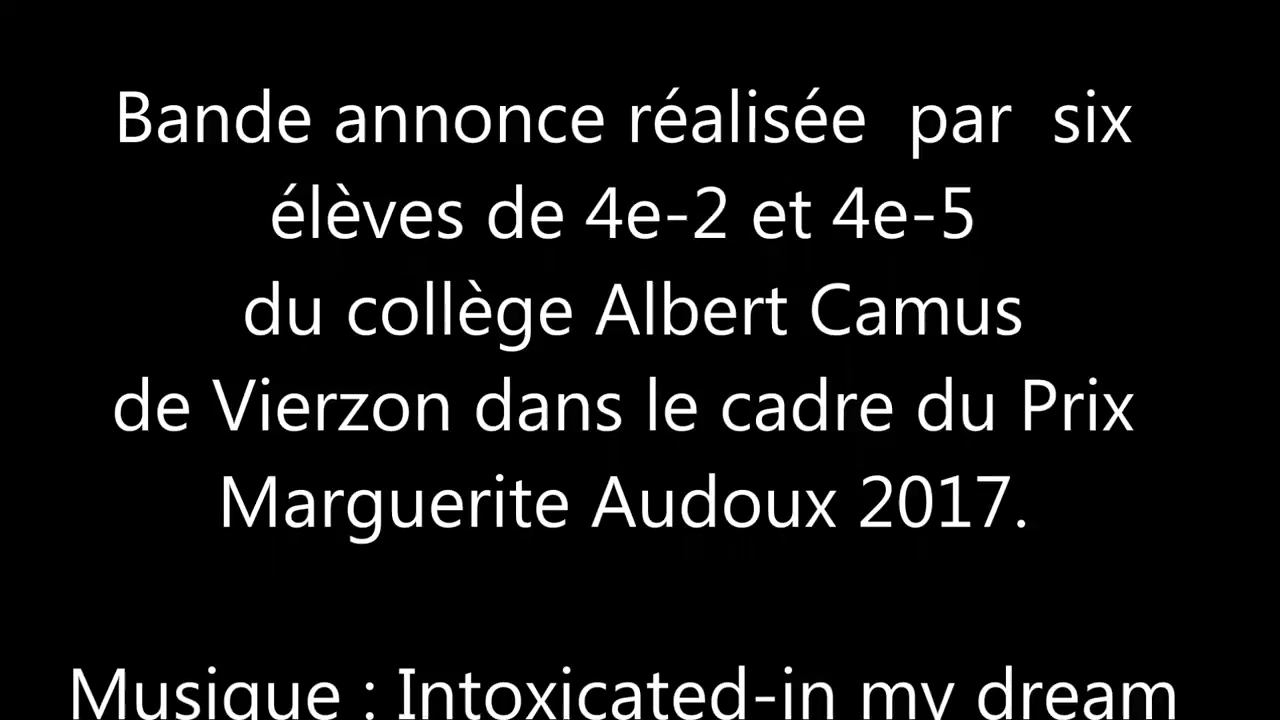 Bande annonce réalisée par six
élèves de 4e-2 et 4e-5
du collège Albert Camus
de Vierzon dans le cadre du Prix
Marguerite Audoux 2017.
Musique : Intoxicated-in my dream